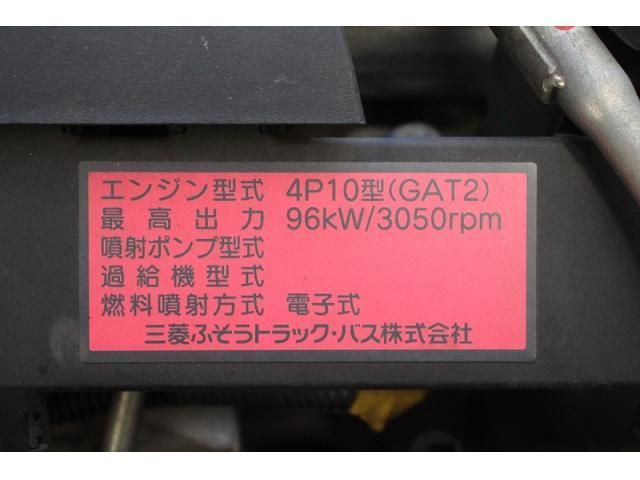 エンジン型式 4P10型(GAT2)
最高出力 96kW/3050rpm
噴射ポンプ型式
過給機型式
燃料噴射方式 電子式
三菱ふそうトラック・バス株式会社